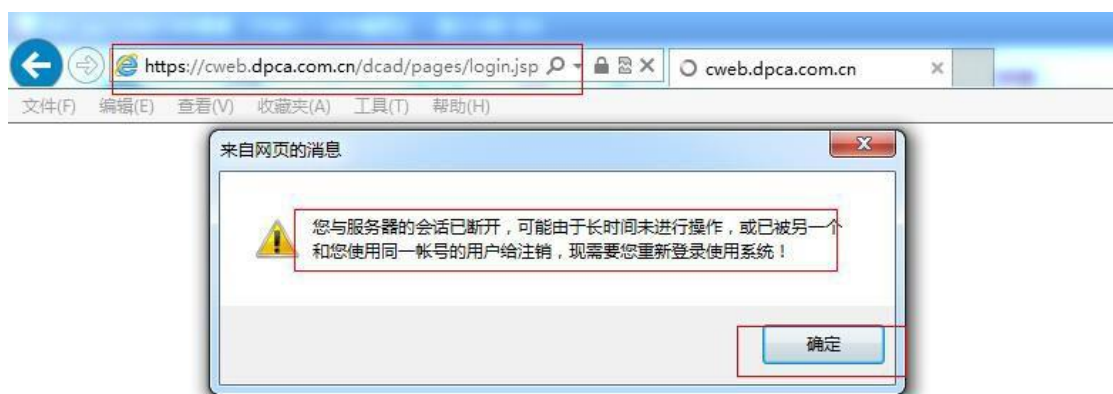 https://cweb.dpca.com.cn/dcad/pages/login.jsp
cweb.dpca.com.cn
文件(F) 编辑(E) 查看(V) 收藏夹(A) 工具(T) 帮助(H)
来自网页的消息
您与服务器的会话已断开，可能由于长时间未进行操作，或已被另一个
和您使用同一帐号的用户给注销，现需要您重新登录使用系统！
确定